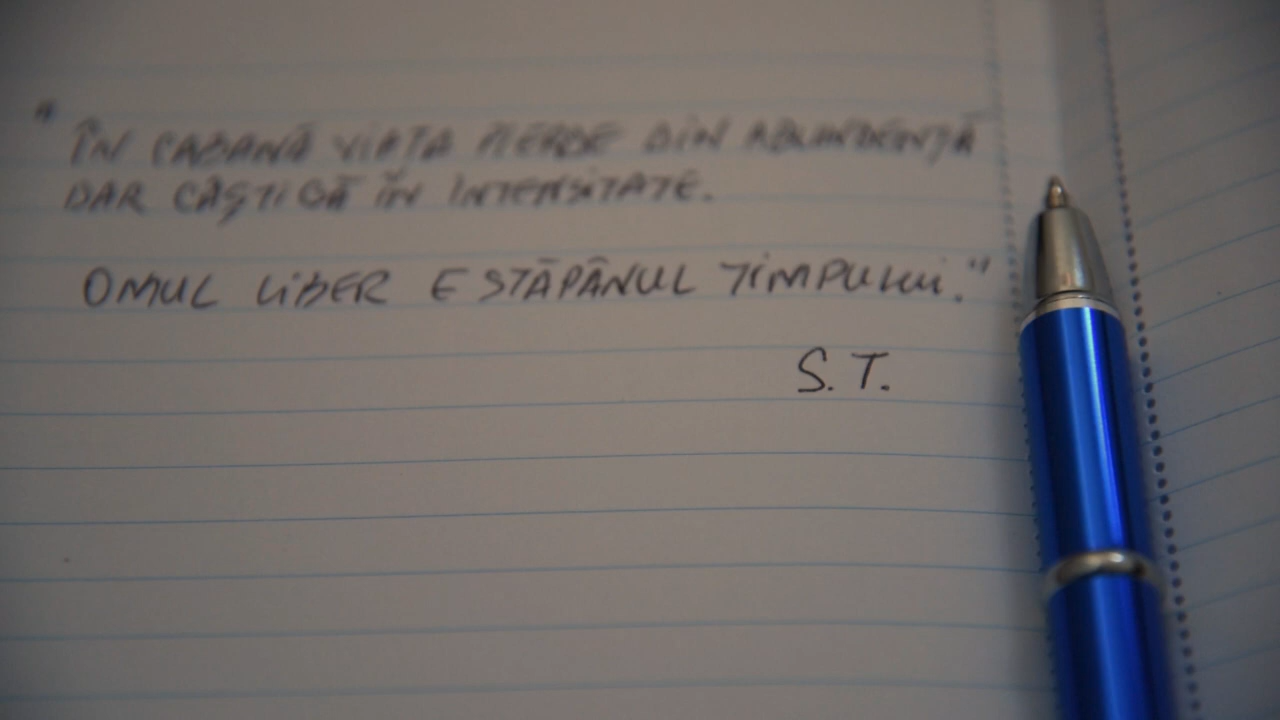 " ÎN CABANĂ VIAȚA PIERDE DIN ABUNDENȚĂ
DAR CÂȘTIGĂ ÎN INTENSITATE.
OMUL LIBER E STĂPÂNUL TIMPULUI."
S. T.